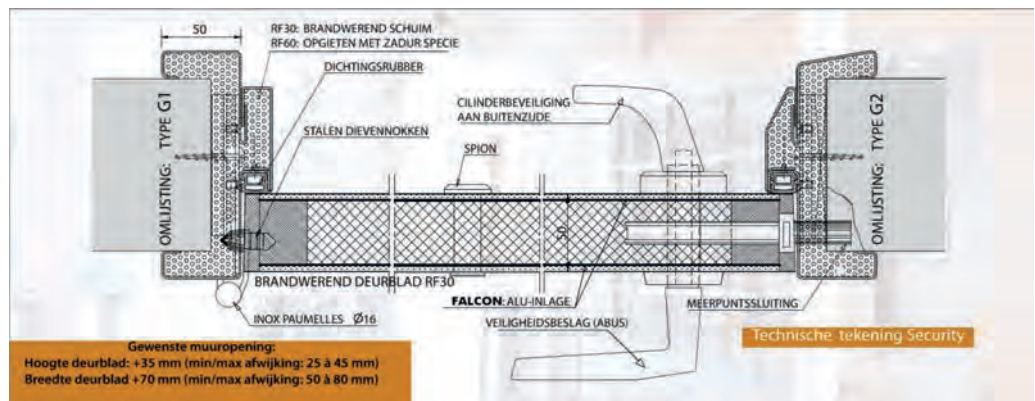 50
RF30: BRANDWEREND SCHUIM
RF60: OPGIETEN MET ZADUR SPECIE
DICHTINGSRUBBER
STALEN DIEVENNOKKEN
CILINDERBEVEILIGING
AAN BUITENZIJDE
SPION
OMLIJSTING: TYPE G1
OMLIJSTING: TYPE G2
50
BRANDWEREND DEURBLAD RF30
FALCON: ALU-INLAGE
MEERPUNTSSLUITING
INOX PAUMELLES Ø16
VEILIGHEIDSBESLAG (ABUS)
Technische tekening Security
Gewenste muuropening:
Hoogte deurblad: +35 mm (min/max afwijking: 25 à 45 mm)
Breedte deurblad +70 mm (min/max afwijking: 50 à 80 mm)